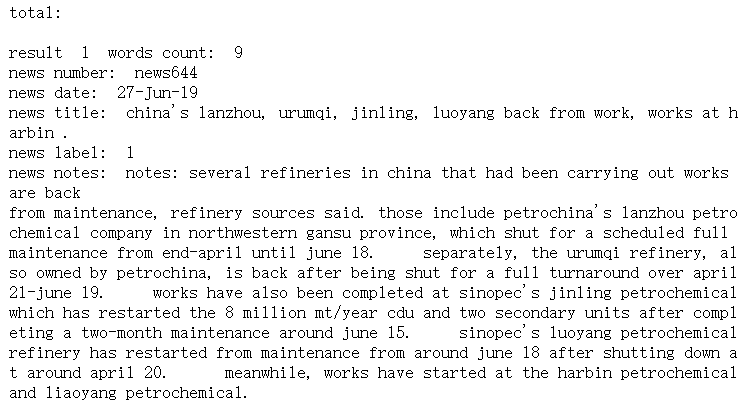 total:
result  1  words count:  9
news number:  news644
news date:  27-Jun-19
news title:  china's lanzhou, urumqi, jinling, luoyang back from work, works at h
arbin .
news label:  1
news notes:  notes: several refineries in china that had been carrying out works
are back
from maintenance, refinery sources said. those include petrochina's lanzhou petro
chemical company in northwestern gansu province, which shut for a scheduled full
maintenance from end-april until june 18.     separately, the urumqi refinery, al
so owned by petrochina, is back after being shut for a full turnaround over april
21-june 19.     works have also been completed at sinopec's jinling petrochemical
which has restarted the 8 million mt/year cdu and two secondary units after compl
eting a two-month maintenance around june 15.     sinopec's luoyang petrochemical
refinery has restarted from maintenance from around june 18 after shutting down a
t around april 20.      meanwhile, works have started at the harbin petrochemical
and liaoyang petrochemical.